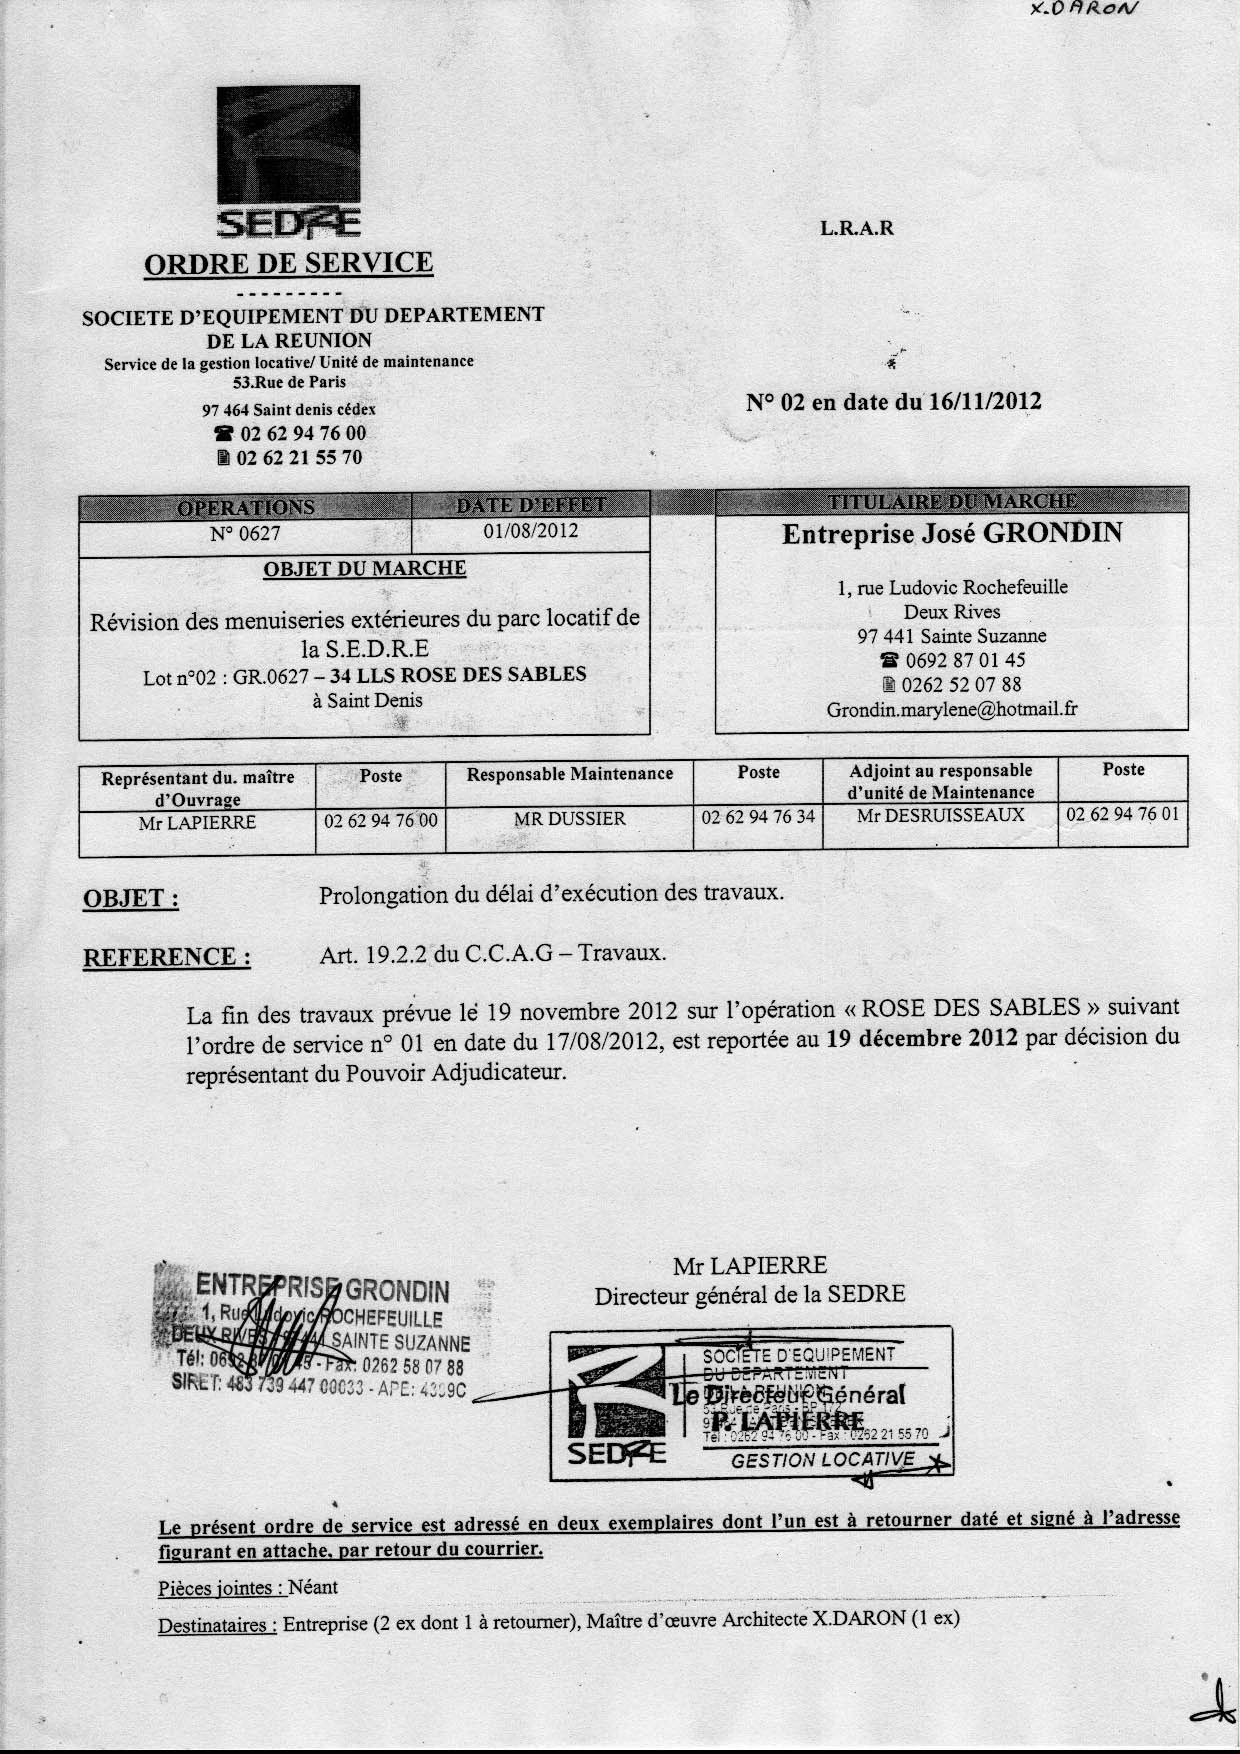 X.DARON
SEDRE
ORDRE DE SERVICE
---------
L.R.A.R
SOCIETE D'EQUIPEMENT DU DEPARTEMENT
DE LA REUNION
Service de la gestion locative/ Unité de maintenance
53.Rue de Paris
97 464 Saint denis cédex
☎ 02 62 94 76 00
02 62 21 55 70
N° 02 en date du 16/11/2012
OPERATIONS DATE D'EFFET
N° 0627 01/08/2012
OBJET DU MARCHE
Révision des menuiseries extérieures du parc locatif de
la S.E.D.R.E
Lot n°02 : GR.0627 – 34 LLS ROSE DES SABLES
à Saint Denis
TITULAIRE DU MARCHE
Entreprise José GRONDIN
1, rue Ludovic Rochefeuille
Deux Rives
97 441 Sainte Suzanne
☎ 0692 87 01 45
0262 52 07 88
Grondin.marylene@hotmail.fr
Représentant du. maître
d'Ouvrage
Poste
Responsable Maintenance
Poste
Adjoint au responsable
d'unité de Maintenance
Poste
Mr LAPIERRE 02 62 94 76 00 MR DUSSIER 02 62 94 76 34 Mr DESRUISSEAUX 02 62 94 76 01
OBJET : Prolongation du délai d'exécution des travaux.
REFERENCE : Art. 19.2.2 du C.C.A.G – Travaux.
La fin des travaux prévue le 19 novembre 2012 sur l'opération « ROSE DES SABLES » suivant
l'ordre de service n° 01 en date du 17/08/2012, est reportée au 19 décembre 2012 par décision du
représentant du Pouvoir Adjudicateur.
Mr LAPIERRE
Directeur général de la SEDRE
ENTREPRISE GRONDIN
1, Rue Ludovic ROCHEFEUILLE
DEUX RIVES SAINTE SUZANNE
Tél: Fax: 0262 58 07 88
SIRET: 483 739 447 00033 - APE: 4399C
SOCIETE D'EQUIPEMENT
DU DEPARTEMENT
DE LA REUNION
Le Directeur Général
53, Rue de Paris - BP 172
P. LAPIERRE
Tel : 0262 94 76 00 - Fax : 0262 21 55 70
SEDRE
GESTION LOCATIVE
Le présent ordre de service est adressé en deux exemplaires dont l'un est à retourner daté et signé à l'adresse
figurant en attache, par retour du courrier.
Pièces jointes : Néant
Destinataires : Entreprise (2 ex dont 1 à retourner), Maître d'œuvre Architecte X.DARON (1 ex)